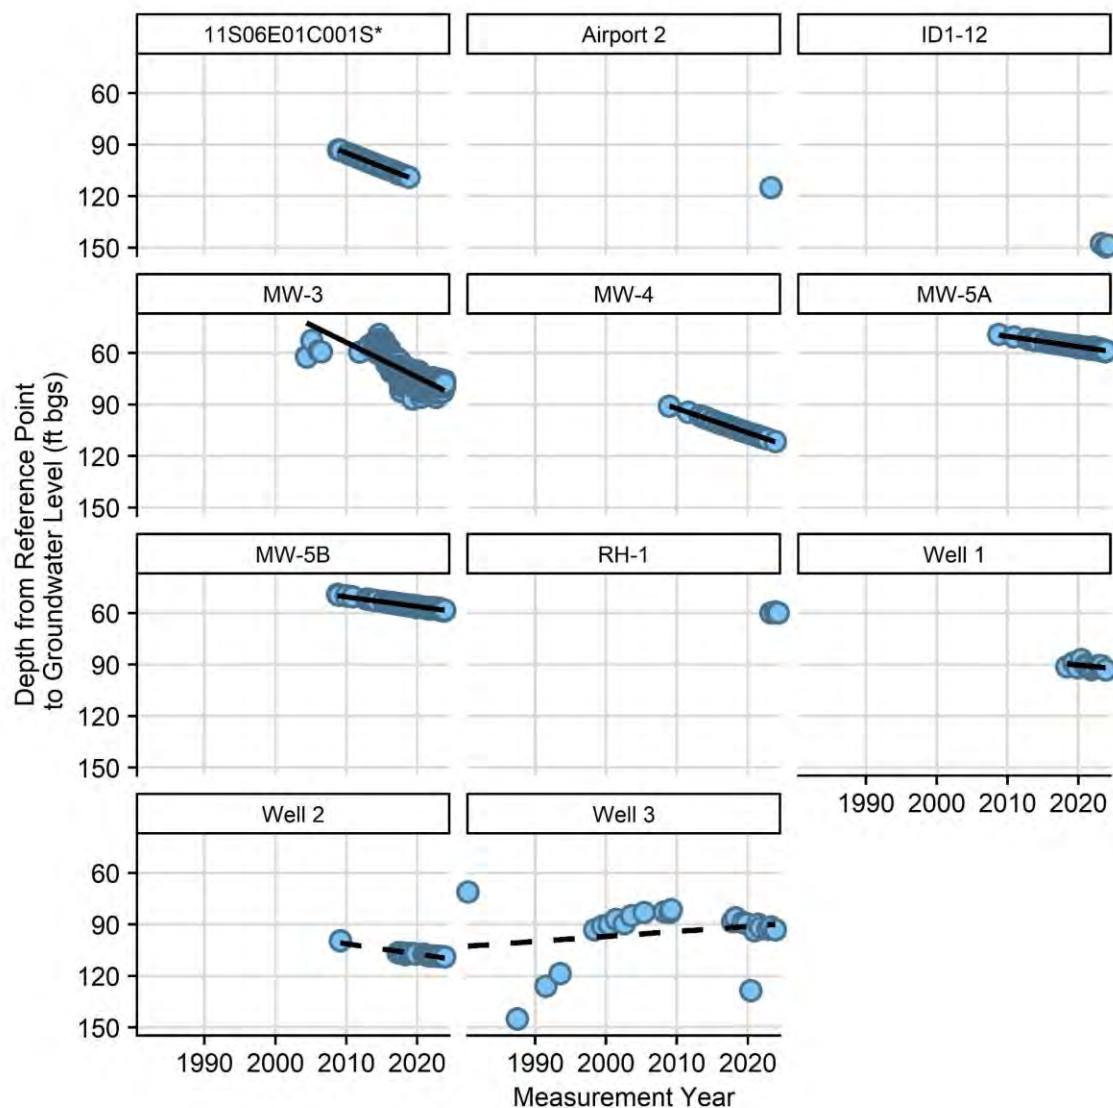 11S06E01C001S*
Airport 2
ID1-12
60
90
120
150
MW-3
MW-4
MW-5A
60
90
120
150
MW-5B
RH-1
Well 1
60
90
120
150
1990 2000 2010 2020
Well 2
Well 3
60
90
120
150
1990 2000 2010 2020
1990 2000 2010 2020
Measurement Year
Depth from Reference Point
to Groundwater Level (ft bgs)